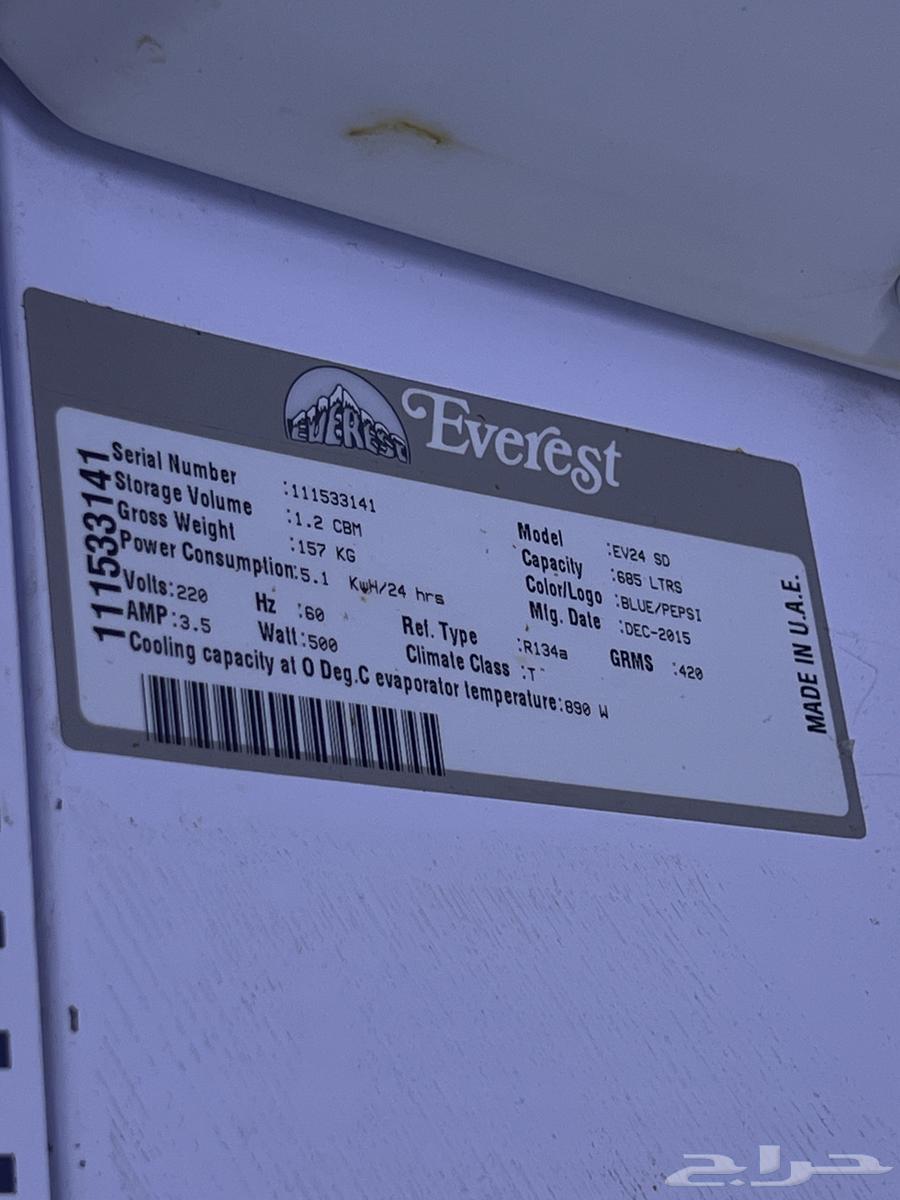 EVEREST Everest
111533141
Serial Number :111533141
Storage Volume :1.2 CBM
Gross Weight :157 KG
Power Consumption:5.1 KwH/24 hrs
Volts:220 Hz :60
AMP:3.5 Watt:500
Model :EV24 SD
Capacity :685 LTRS
Color/Logo :BLUE/PEPSI
Mfg. Date :DEC-2015
Ref. Type :R134a GRMS :420
Climate Class :T
Cooling capacity at 0 Deg.C evaporator temperature:890 W
MADE IN U.A.E.
حراج